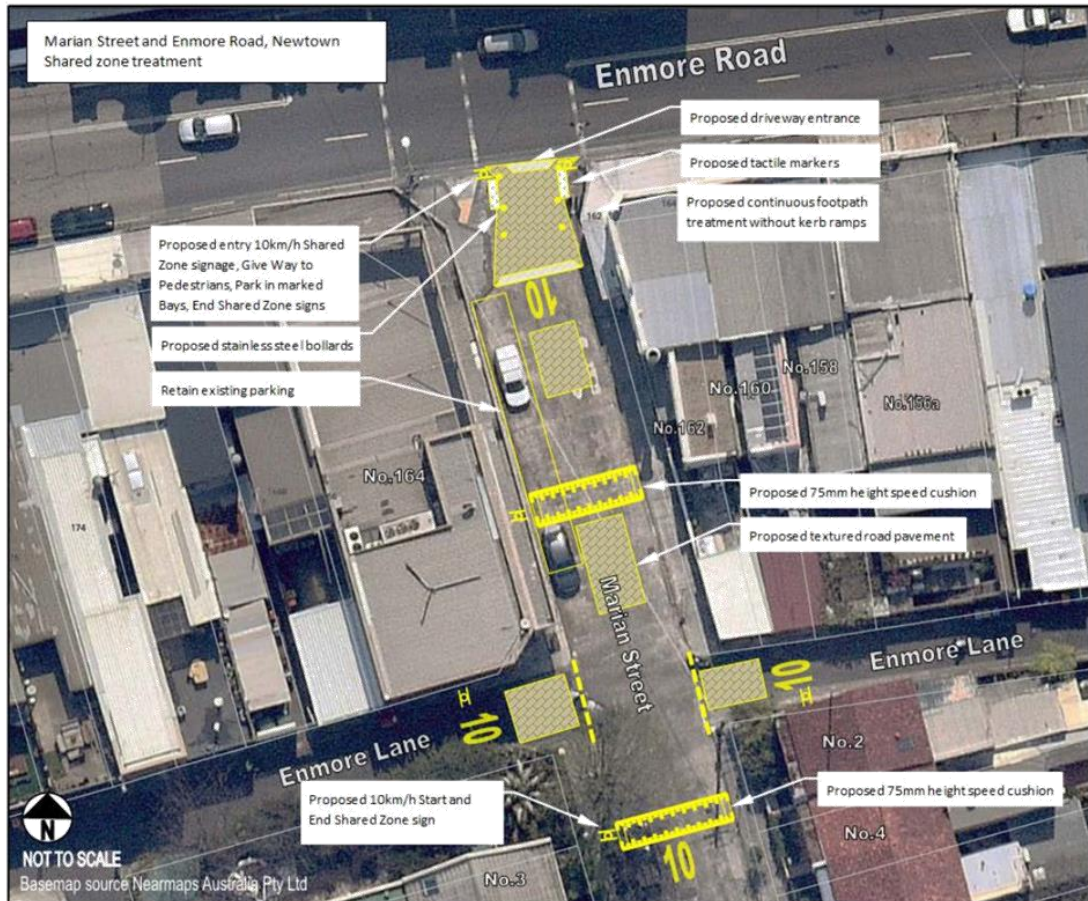 Marian Street and Enmore Road, Newtown
Shared zone treatment
Enmore Road
Proposed driveway entrance
Proposed tactile markers
Proposed continuous footpath
treatment without kerb ramps
162
164
Proposed entry 10km/h Shared
Zone signage, Give Way to
Pedestrians, Park in marked
Bays, End Shared Zone signs
Proposed stainless steel bollards
Retain existing parking
10
No.158
No.160
No.156a
No.162
No.164
174
Proposed 75mm height speed cushion
Proposed textured road pavement
Marian Street
Enmore Lane
10
10
Enmore Lane
No.2
Proposed 10km/h Start and
End Shared Zone sign
Proposed 75mm height speed cushion
No.4
10
No.3
N
NOT TO SCALE
Basemap source Nearmaps Australia Pty Ltd